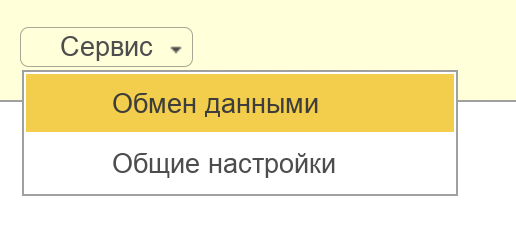 Сервис
Обмен данными
Общие настройки